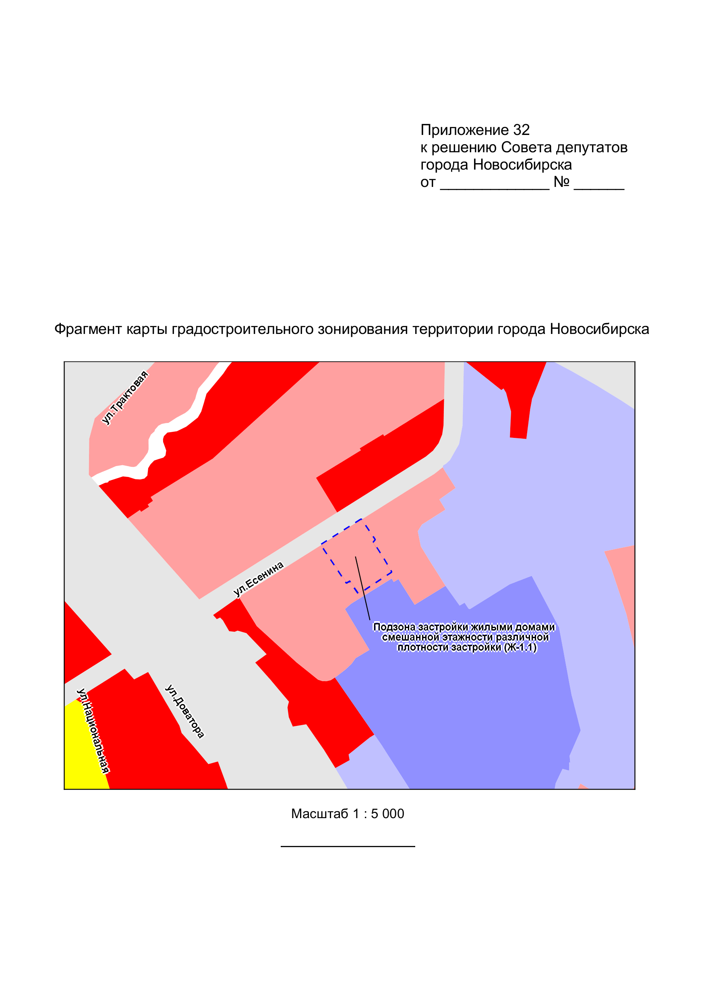 Приложение 32
к решению Совета депутатов
города Новосибирска
от _____________ № ______
Фрагмент карты градостроительного зонирования территории города Новосибирска
ул.Трактовая
ул.Есенина
Подзона застройки жилыми домами
смешанной этажности различной
плотности застройки (Ж-1.1)
ул.Национальная
ул.Доватора
Масштаб 1 : 5 000